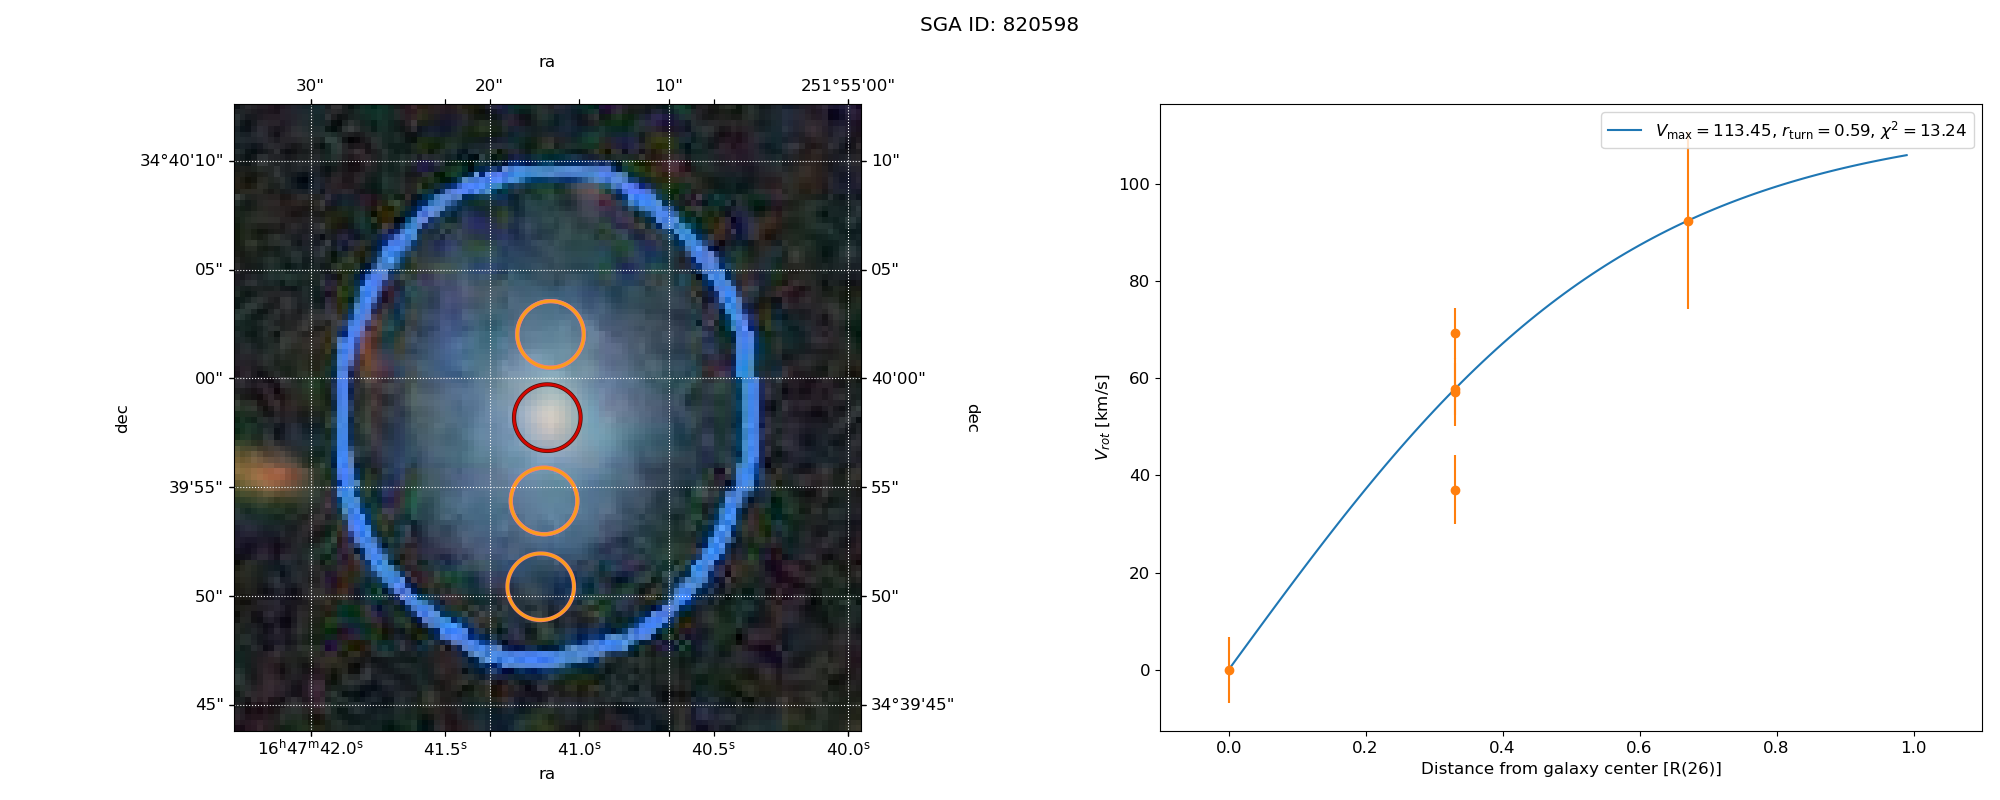 SGA ID: 820598
ra
30" 20" 10" 251°55'00"
34°40'10" 10"
05" 05"
00" 40'00"
dec dec
39'55" 55"
50" 50"
45" 34°39'45"
16ʰ47ᵐ42.0ˢ 41.5ˢ 41.0ˢ 40.5ˢ 40.0ˢ
ra
V_max = 113.45, r_turn = 0.59, χ² = 13.24
100
80
60
40
20
0
V_rot [km/s]
0.0 0.2 0.4 0.6 0.8 1.0
Distance from galaxy center [R(26)]